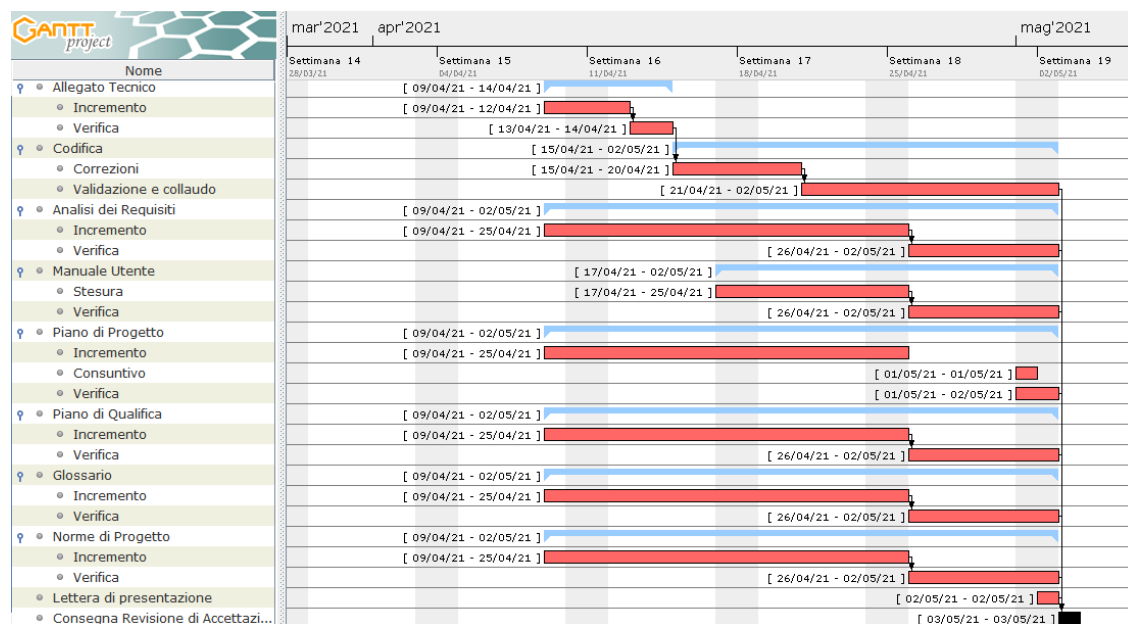 GANTT project
mar'2021 apr'2021 mag'2021
Settimana 14 Settimana 15 Settimana 16 Settimana 17 Settimana 18 Settimana 19
28/03/21 04/04/21 11/04/21 18/04/21 25/04/21 02/05/21
Nome
Allegato Tecnico [ 09/04/21 - 14/04/21 ]
Incremento [ 09/04/21 - 12/04/21 ]
Verifica [ 13/04/21 - 14/04/21 ]
Codifica [ 15/04/21 - 02/05/21 ]
Correzioni [ 15/04/21 - 20/04/21 ]
Validazione e collaudo [ 21/04/21 - 02/05/21 ]
Analisi dei Requisiti [ 09/04/21 - 02/05/21 ]
Incremento [ 09/04/21 - 25/04/21 ]
Verifica [ 26/04/21 - 02/05/21 ]
Manuale Utente [ 17/04/21 - 02/05/21 ]
Stesura [ 17/04/21 - 25/04/21 ]
Verifica [ 26/04/21 - 02/05/21 ]
Piano di Progetto [ 09/04/21 - 02/05/21 ]
Incremento [ 09/04/21 - 25/04/21 ]
Consuntivo [ 01/05/21 - 01/05/21 ]
Verifica [ 01/05/21 - 02/05/21 ]
Piano di Qualifica [ 09/04/21 - 02/05/21 ]
Incremento [ 09/04/21 - 25/04/21 ]
Verifica [ 26/04/21 - 02/05/21 ]
Glossario [ 09/04/21 - 02/05/21 ]
Incremento [ 09/04/21 - 25/04/21 ]
Verifica [ 26/04/21 - 02/05/21 ]
Norme di Progetto [ 09/04/21 - 02/05/21 ]
Incremento [ 09/04/21 - 25/04/21 ]
Verifica [ 26/04/21 - 02/05/21 ]
Lettera di presentazione [ 02/05/21 - 02/05/21 ]
Consegna Revisione di Accettazi... [ 03/05/21 - 03/05/21 ]